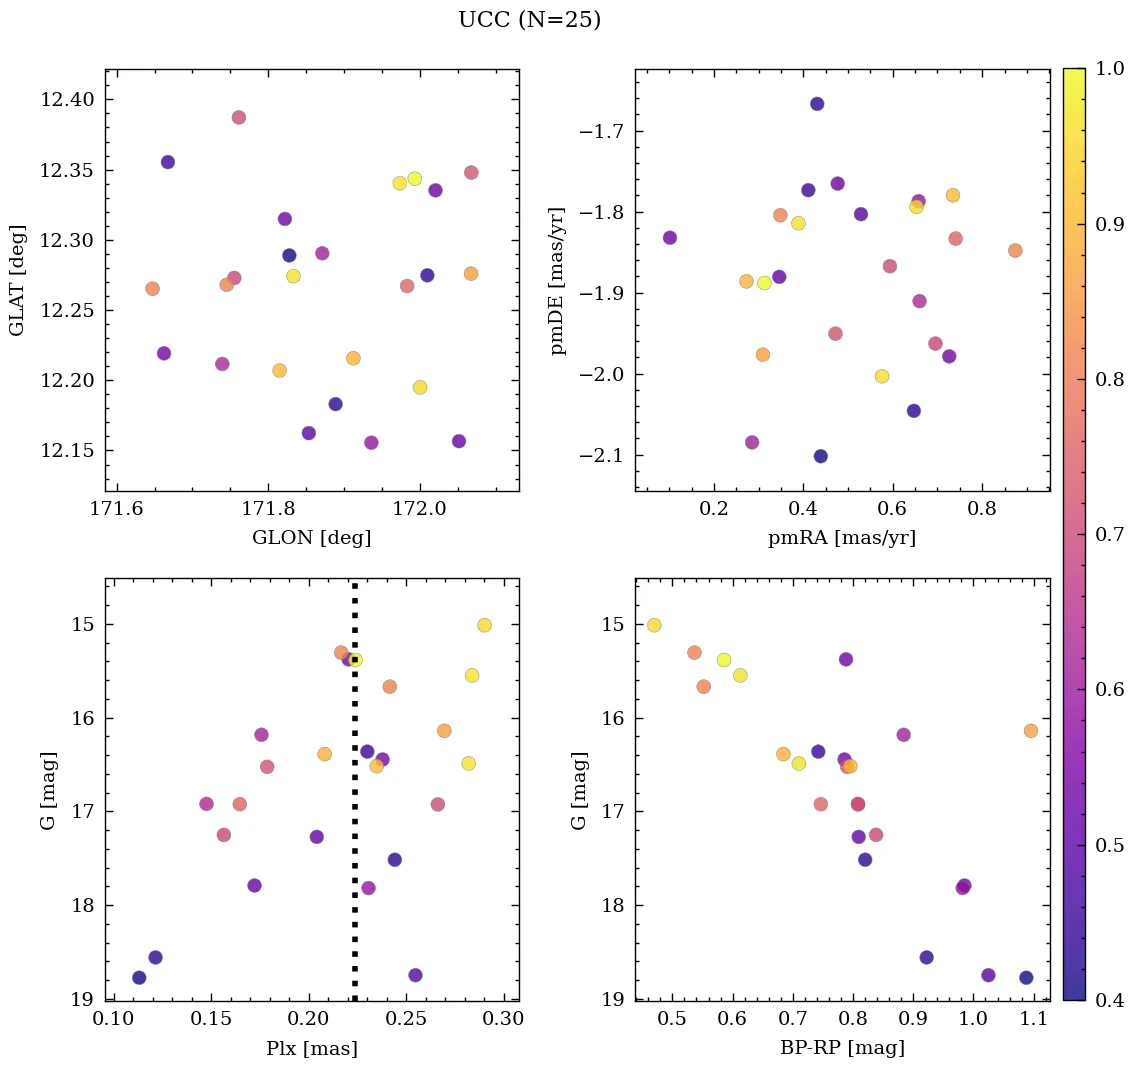 UCC (N=25)
12.40
12.35
12.30
12.25
12.20
12.15
GLAT [deg]
171.6 171.8 172.0
GLON [deg]
−1.7
−1.8
−1.9
−2.0
−2.1
pmDE [mas/yr]
0.2 0.4 0.6 0.8
pmRA [mas/yr]
15
16
17
18
19
G [mag]
0.10 0.15 0.20 0.25 0.30
Plx [mas]
15
16
17
18
19
G [mag]
0.5 0.6 0.7 0.8 0.9 1.0 1.1
BP-RP [mag]
1.0
0.9
0.8
0.7
0.6
0.5
0.4